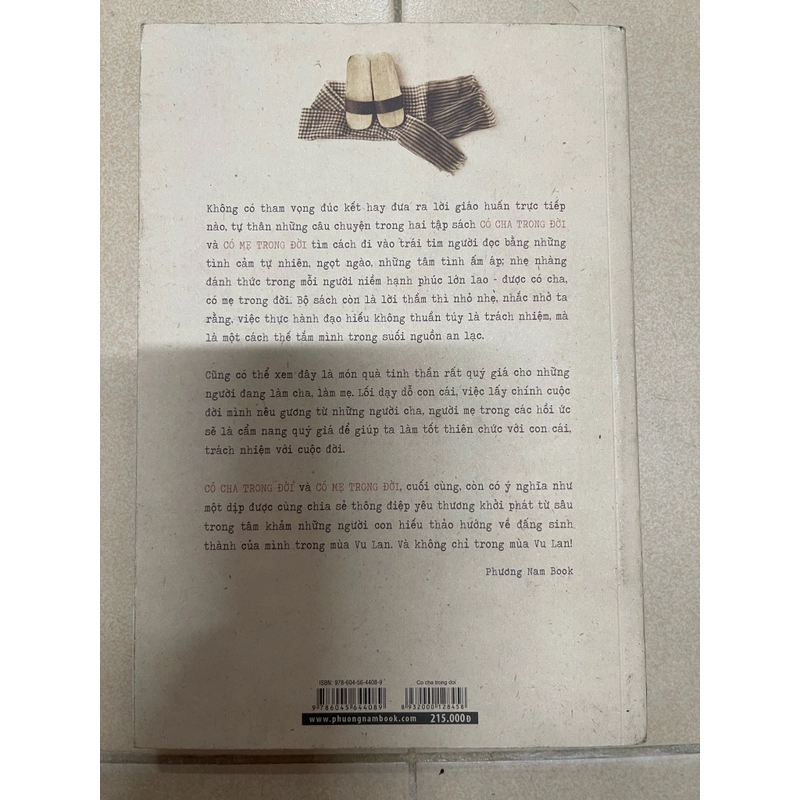 Không có tham vọng đúc kết hay đưa ra lời giáo huấn trực tiếp
nào, tự thân những câu chuyện trong hai tập sách CÓ CHA TRONG ĐỜI
và CÓ MẸ TRONG ĐỜI tìm cách đi vào trái tim người đọc bằng những
tình cảm tự nhiên, ngọt ngào, những tâm tình ấm áp; nhẹ nhàng
đánh thức trong mỗi người niềm hạnh phúc lớn lao - được có cha,
có mẹ trong đời. Bộ sách còn là lời thầm thì nhỏ nhẹ, nhắc nhở ta
rằng, việc thực hành đạo hiếu không thuần túy là trách nhiệm, mà
là một cách thế tắm mình trong suối nguồn an lạc.
Cũng có thể xem đây là món quà tinh thần rất quý giá cho những
người đang làm cha, làm mẹ. Lối dạy dỗ con cái, việc lấy chính cuộc
đời mình nêu gương từ những người cha, người mẹ trong các hồi ức
sẽ là cẩm nang quý giá để giúp ta làm tốt thiên chức với con cái,
trách nhiệm với cuộc đời.
CÓ CHA TRONG ĐỜI và CÓ MẸ TRONG ĐỜI, cuối cùng, còn có ý nghĩa như
một dịp được cùng chia sẻ thông điệp yêu thương khởi phát từ sâu
trong tâm khảm những người con hiếu thảo hướng về đấng sinh
thành của mình trong mùa Vu Lan. Và không chỉ trong mùa Vu Lan!
Phương Nam Book
ISBN: 978-604-56-4408-9
Co cha trong doi
9 786045 644089
8 932000 128458
www.phuongnambook.com
215.000Đ